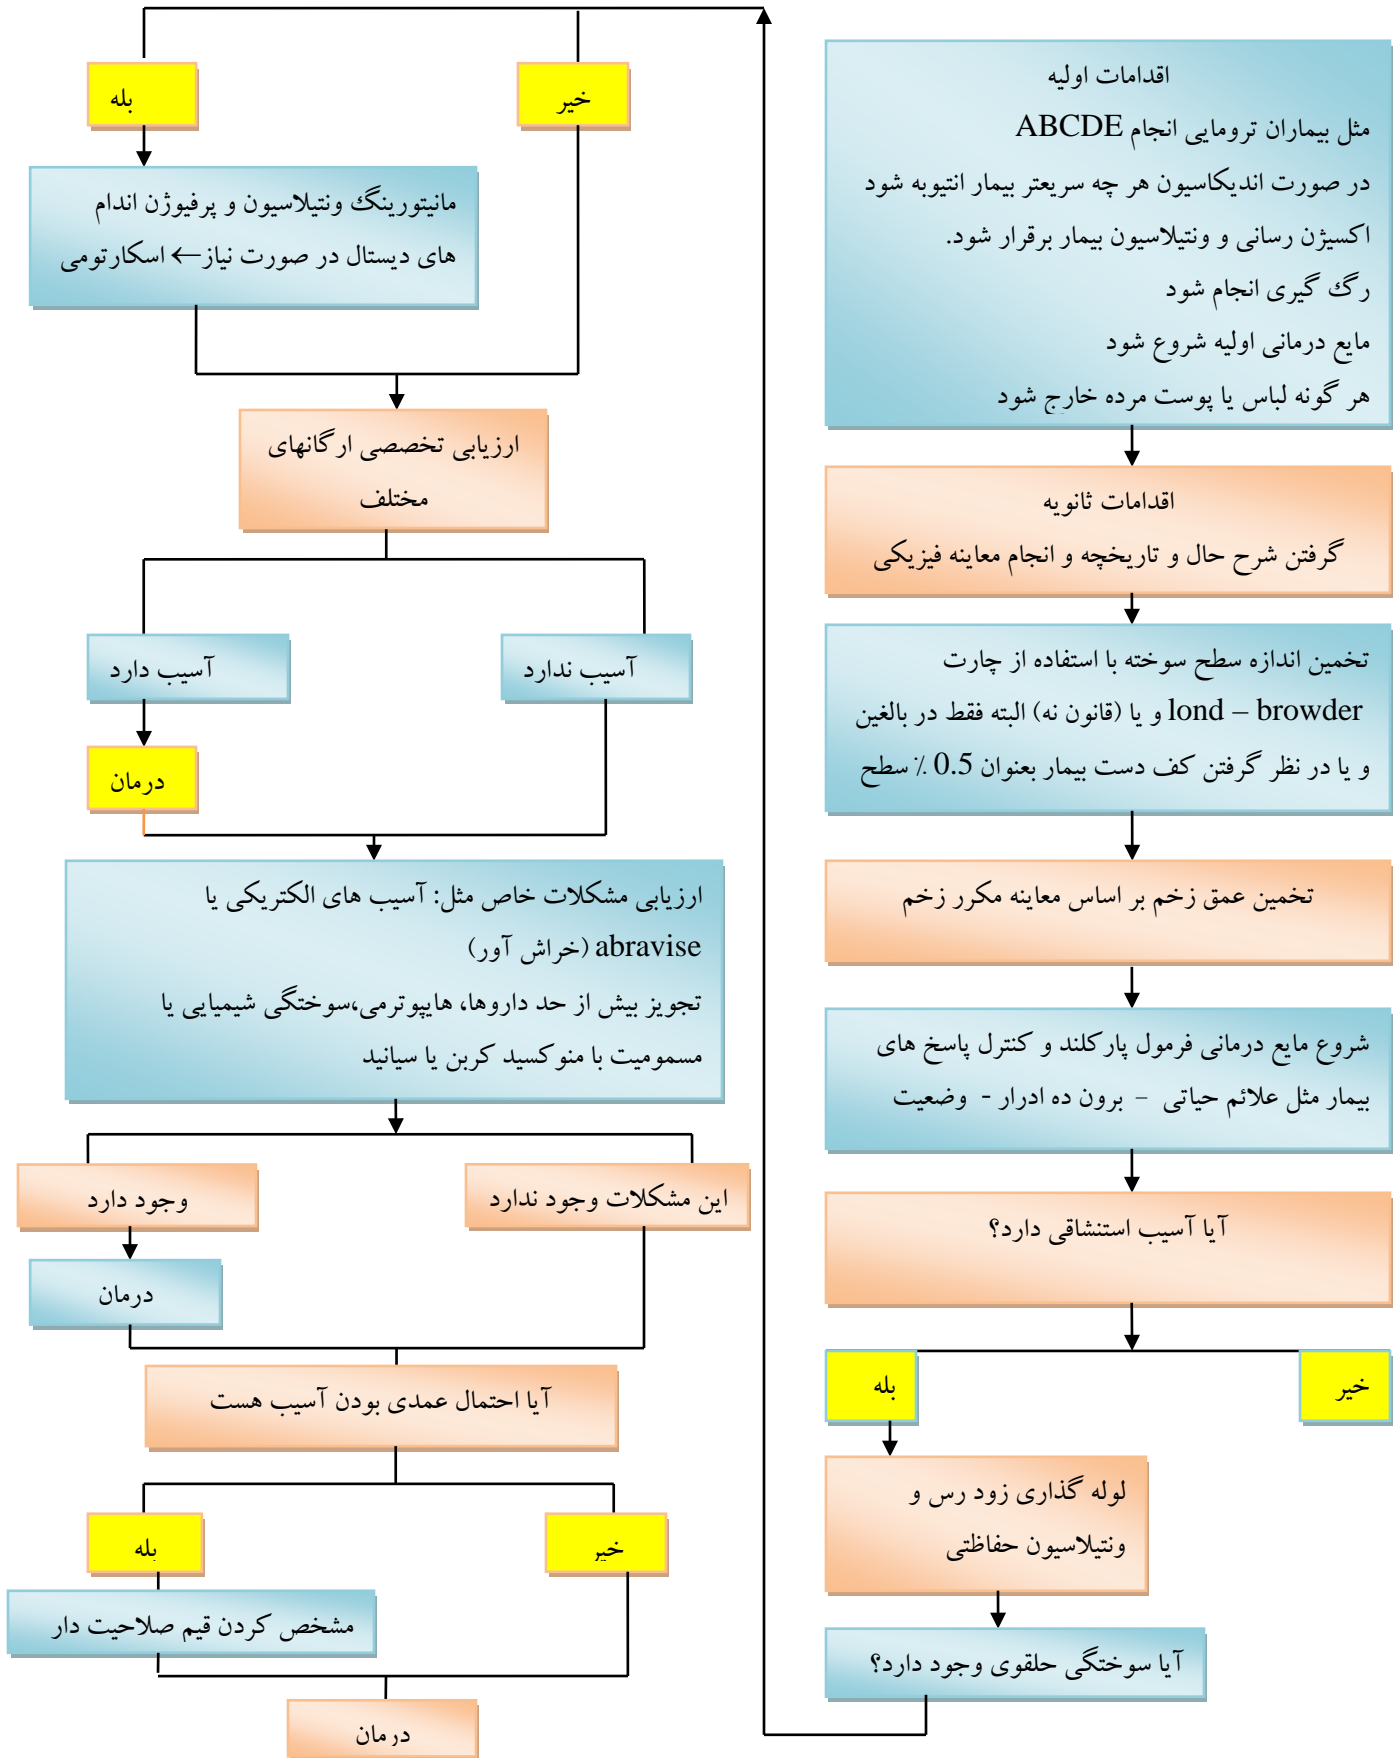 اقدامات اولیه
مثل بیماران ترومایی انجام ABCDE
در صورت اندیکاسیون هر چه سریعتر بیمار انتیوبه شود
اکسیژن رسانی و ونتیلاسیون بیمار برقرار شود.
رگ گیری انجام شود
مایع درمانی اولیه شروع شود
هر گونه لباس یا پوست مرده خارج شود
اقدامات ثانویه
گرفتن شرح حال و تاریخچه و انجام معاینه فیزیکی
تخمین اندازه سطح سوخته با استفاده از چارت
lond – browder و یا (قانون نه) البته فقط در بالغین
و یا در نظر گرفتن کف دست بیمار بعنوان 0.5 ٪ سطح
تخمین عمق زخم بر اساس معاینه مکرر زخم
شروع مایع درمانی فرمول پارکلند و کنترل پاسخ های
بیمار مثل علائم حیاتی – برون ده ادرار - وضعیت
آیا آسیب استنشاقی دارد؟
خیر
بله
لوله گذاری زود رس و
ونتیلاسیون حفاظتی
آیا سوختگی حلقوی وجود دارد؟
خیر
بله
مانیتورینگ ونتیلاسیون و پرفیوژن اندام
های دیستال در صورت نیاز← اسکارتومی
ارزیابی تخصصی ارگانهای
مختلف
آسیب ندارد
آسیب دارد
درمان
ارزیابی مشکلات خاص مثل: آسیب های الکتریکی یا
abravise (خراش آور)
تجویز بیش از حد داروها، هایپوترمی،سوختگی شیمیایی یا
مسمومیت با منوکسید کربن یا سیانید
این مشکلات وجود ندارد
وجود دارد
درمان
آیا احتمال عمدی بودن آسیب هست
خیر
بله
مشخص کردن قیم صلاحیت دار
درمان